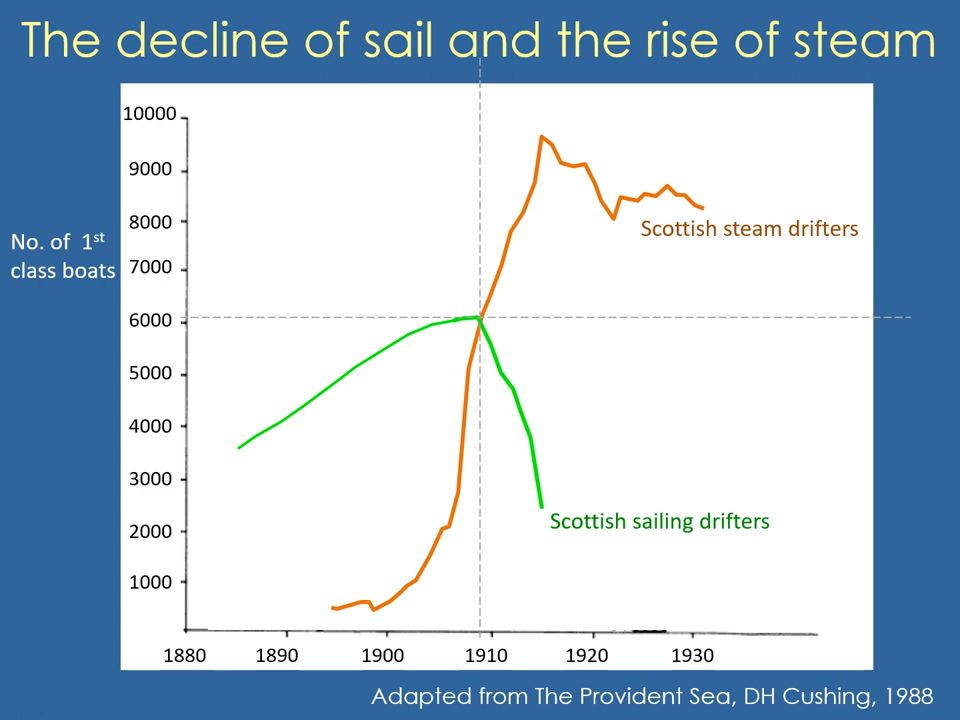 The decline of sail and the rise of steam
10000
9000
8000
No. of 1st
class boats
7000
6000
5000
4000
3000
2000
1000
Scottish steam drifters
Scottish sailing drifters
1880 1890 1900 1910 1920 1930
Adapted from The Provident Sea, DH Cushing, 1988